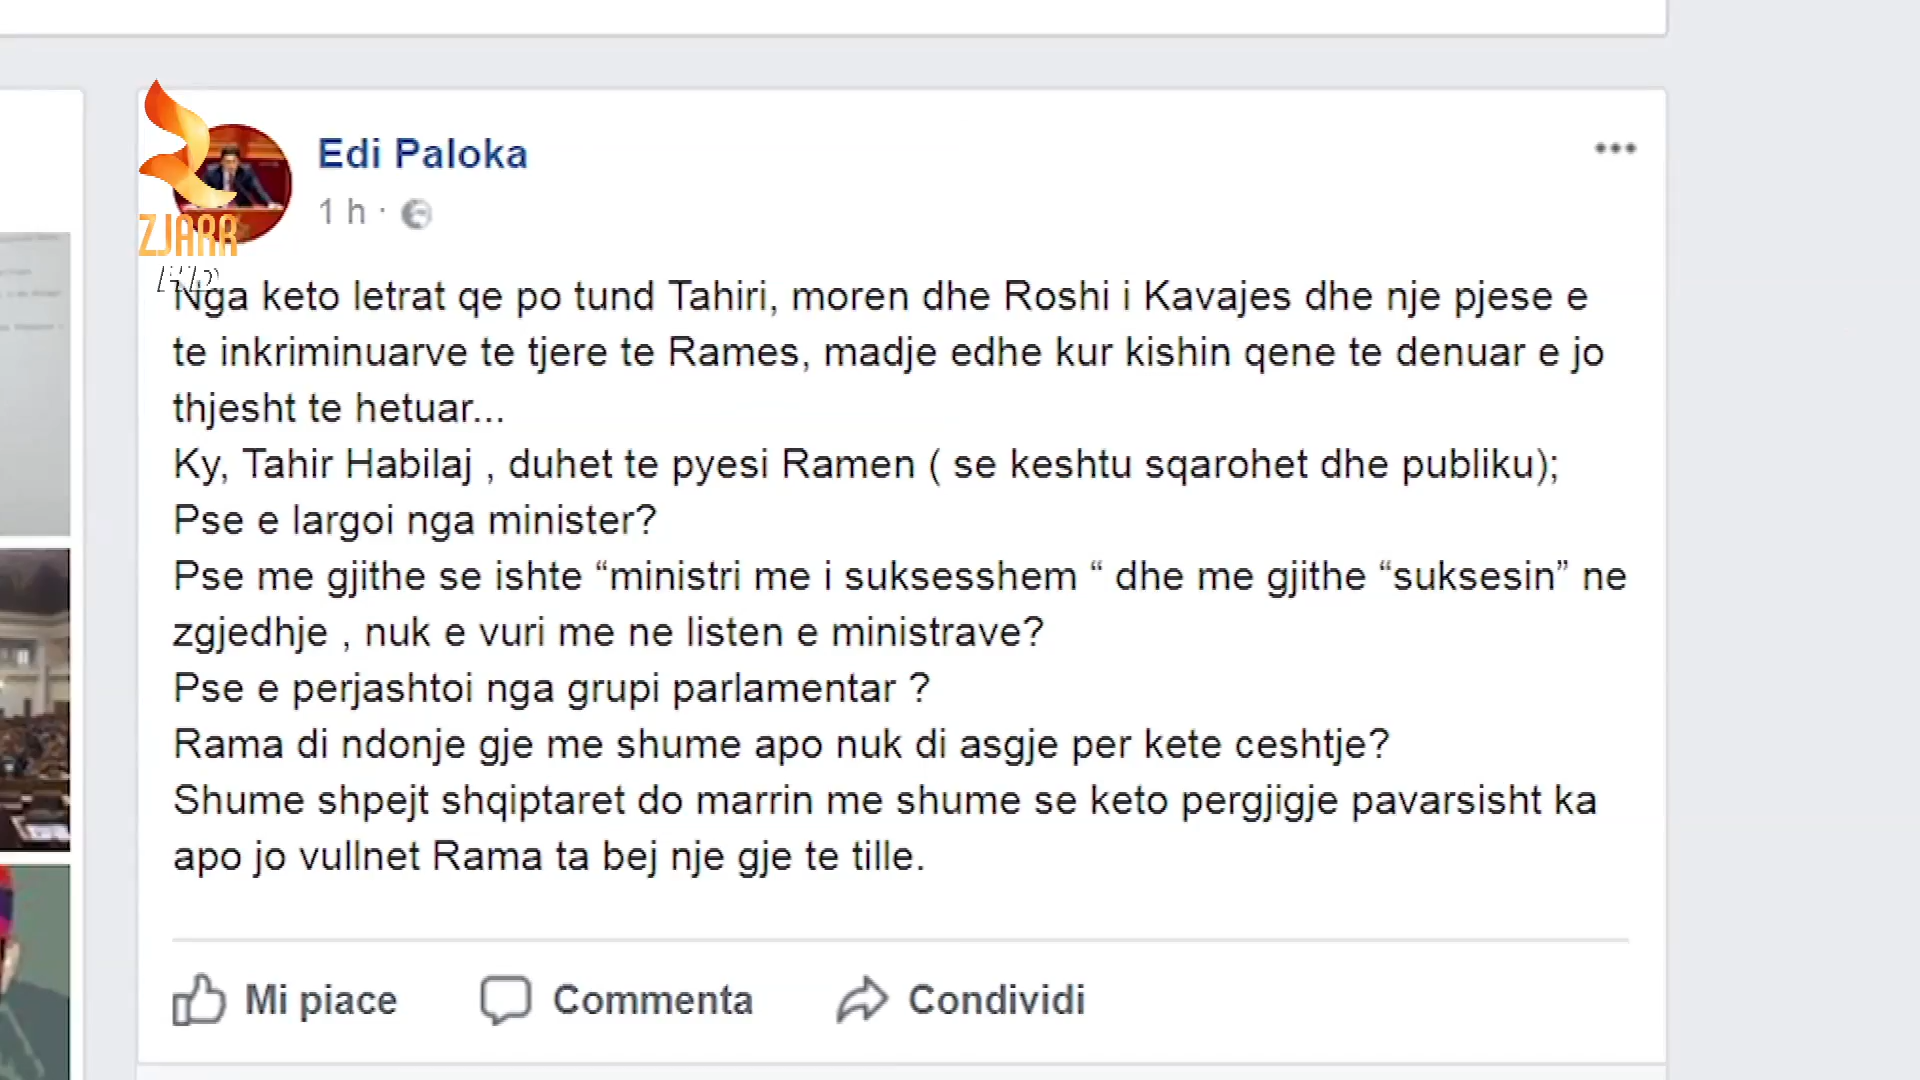 Edi Paloka
1 h ·
ZJARR
HD
Nga keto letrat qe po tund Tahiri, moren dhe Roshi i Kavajes dhe nje pjese e
te inkriminuarve te tjere te Rames, madje edhe kur kishin qene te denuar e jo
thjesht te hetuar...
Ky, Tahir Habilaj , duhet te pyesi Ramen ( se keshtu sqarohet dhe publiku);
Pse e largoi nga minister?
Pse me gjithe se ishte “ministri me i suksesshem “ dhe me gjithe “suksesin” ne
zgjedhje , nuk e vuri me ne listen e ministrave?
Pse e perjashtoi nga grupi parlamentar ?
Rama di ndonje gje me shume apo nuk di asgje per kete ceshtje?
Shume shpejt shqiptaret do marrin me shume se keto pergjigje pavarsisht ka
apo jo vullnet Rama ta bej nje gje te tille.
Mi piace
Commenta
Condividi